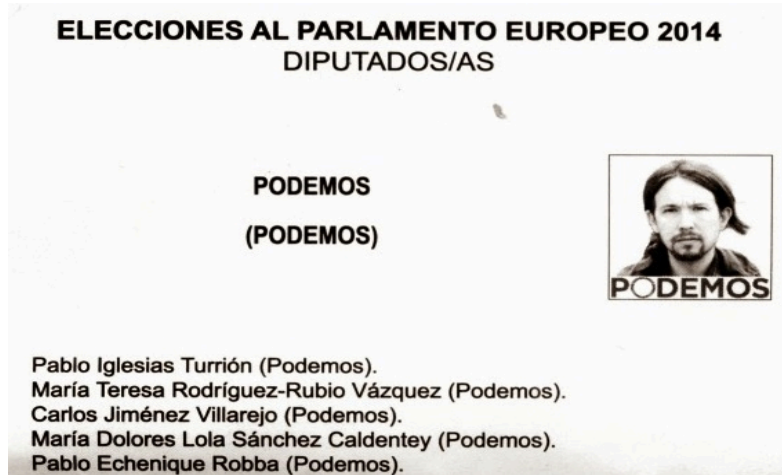 ELECCIONES AL PARLAMENTO EUROPEO 2014
DIPUTADOS/AS
PODEMOS
(PODEMOS)
PODEMOS
Pablo Iglesias Turrión (Podemos).
María Teresa Rodríguez-Rubio Vázquez (Podemos).
Carlos Jiménez Villarejo (Podemos).
María Dolores Lola Sánchez Caldentey (Podemos).
Pablo Echenique Robba (Podemos).